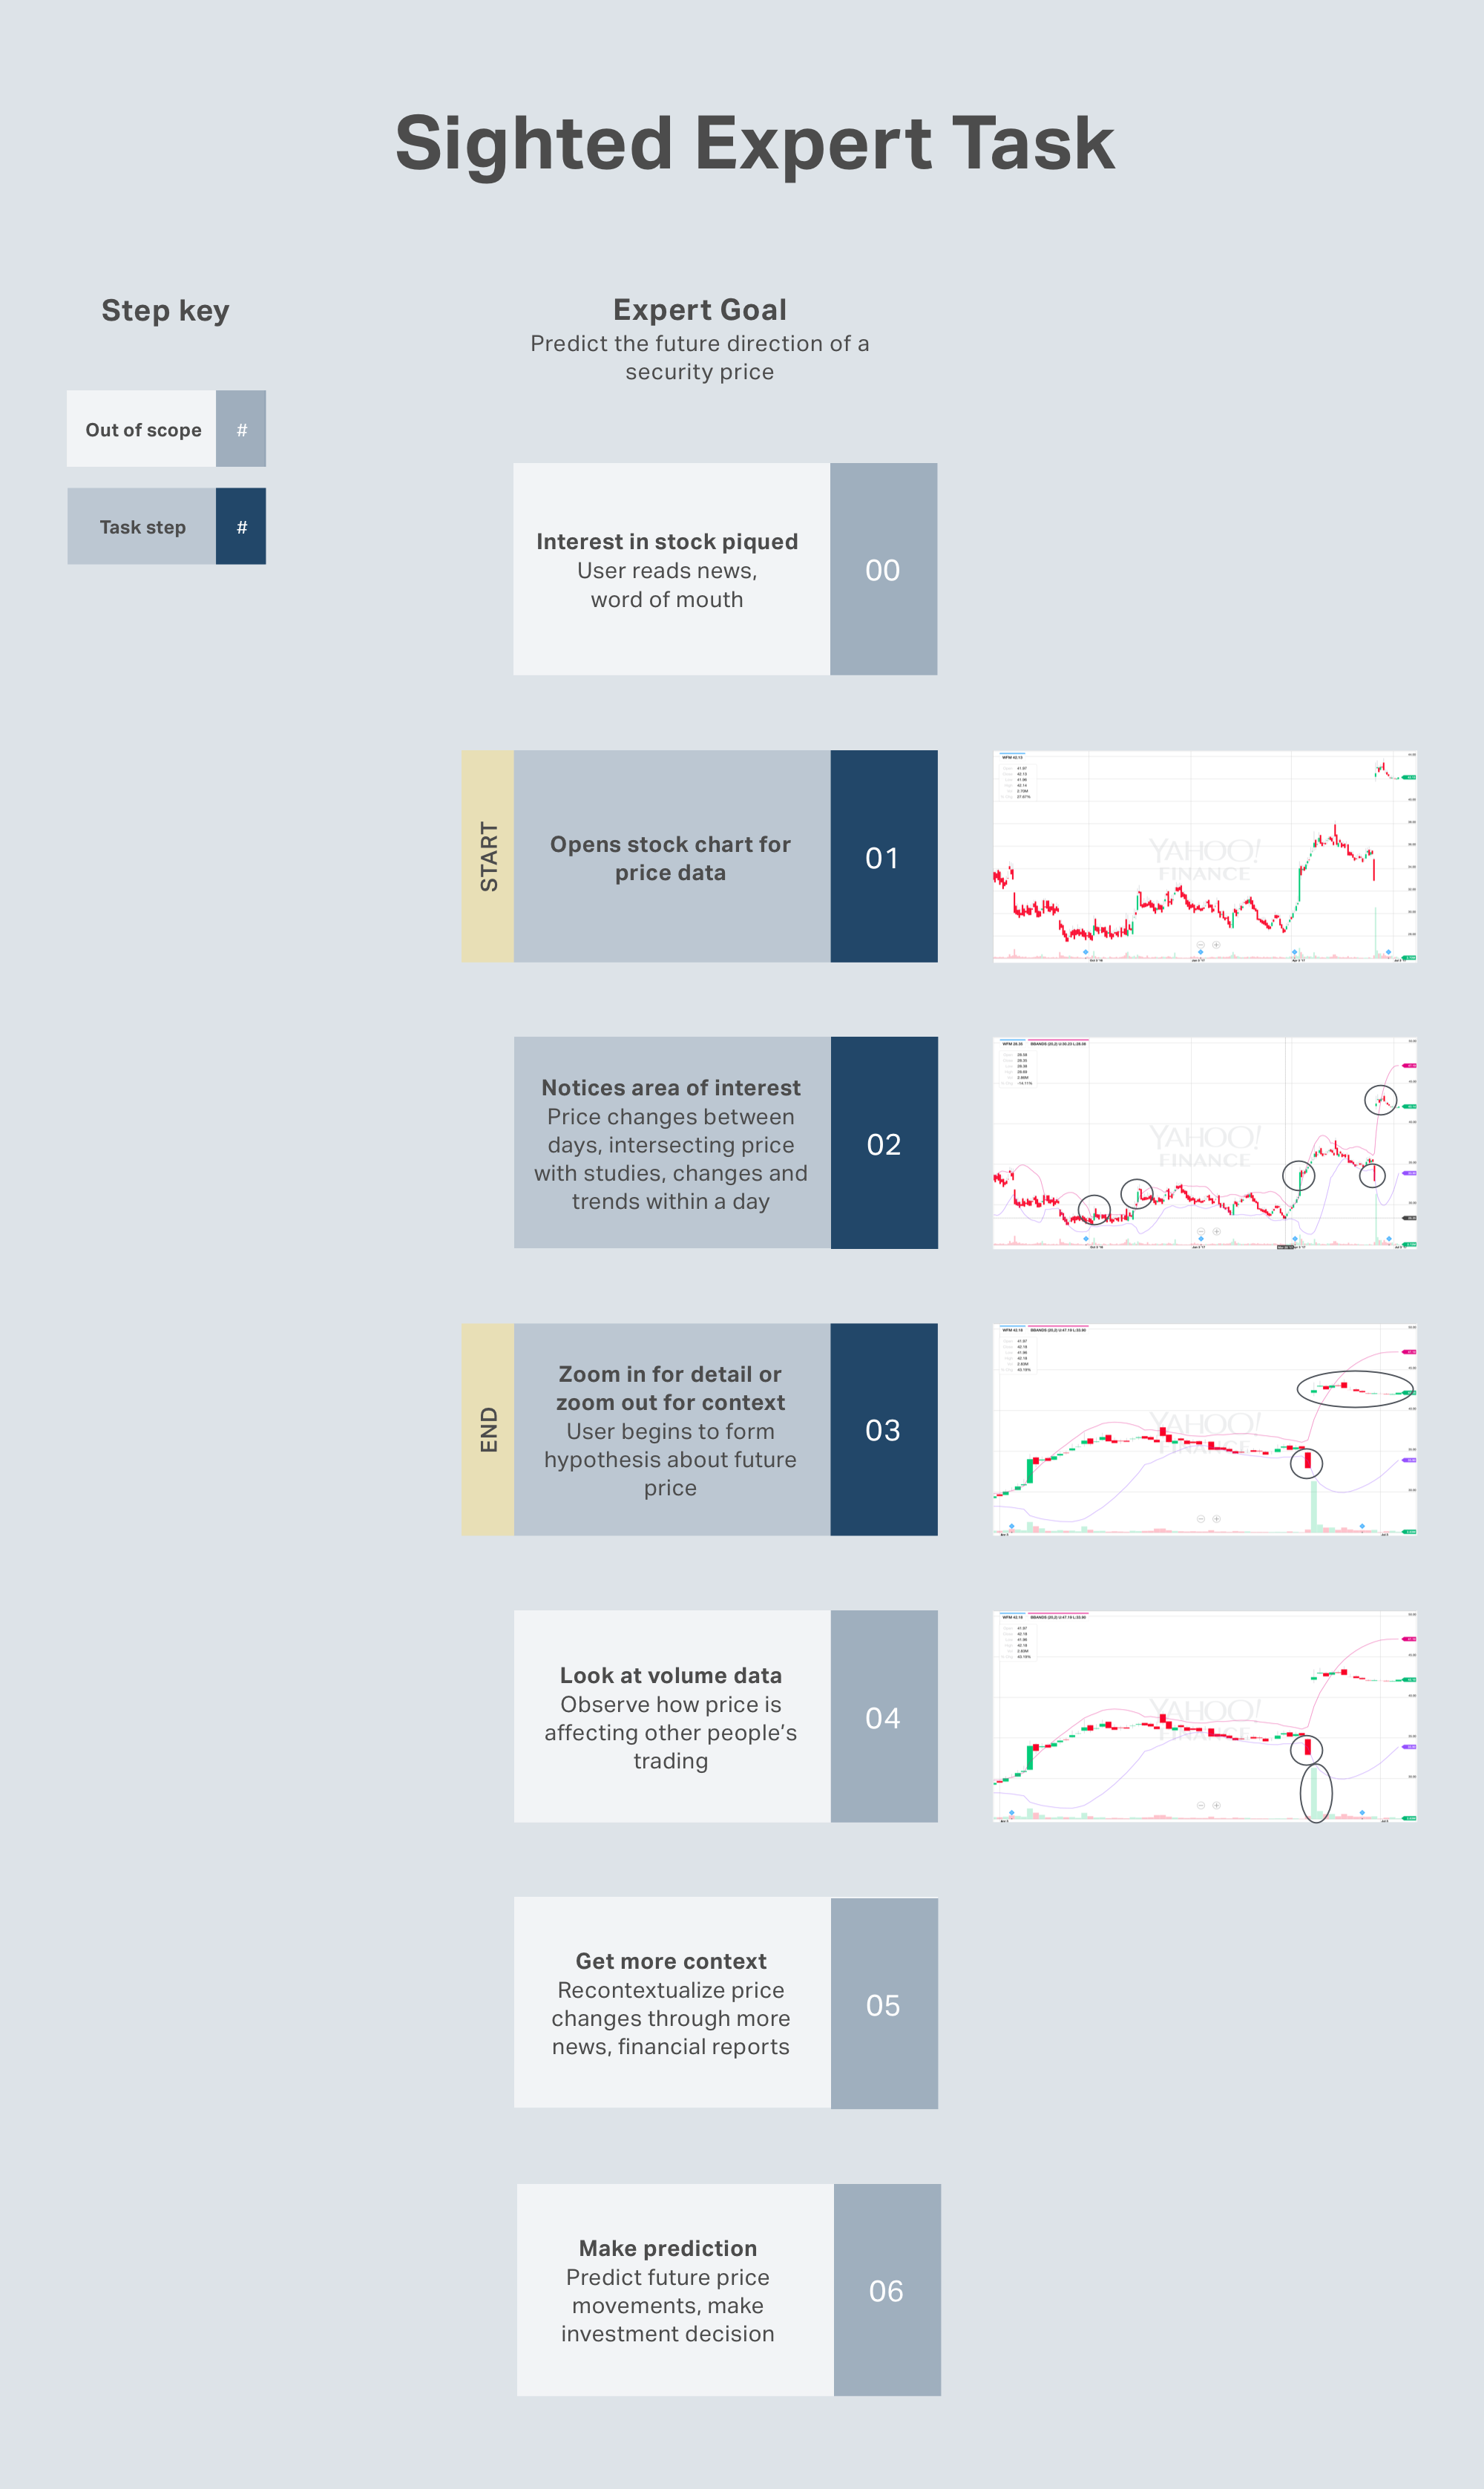 Sighted Expert Task
Step key
Out of scope #
Task step #
Expert Goal
Predict the future direction of a
security price
Interest in stock piqued
User reads news,
word of mouth
00
START
Opens stock chart for
price data
01
YAHOO!
FINANCE
Notices area of interest
Price changes between
days, intersecting price
with studies, changes and
trends within a day
02
YAHOO!
FINANCE
END
Zoom in for detail or
zoom out for context
User begins to form
hypothesis about future
price
03
YAHOO!
FINANCE
Look at volume data
Observe how price is
affecting other people’s
trading
04
YAHOO!
FINANCE
Get more context
Recontextualize price
changes through more
news, financial reports
05
Make prediction
Predict future price
movements, make
investment decision
06